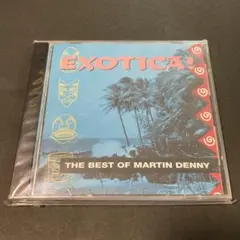 EXOTICA!
THE BEST OF MARTIN DENNY